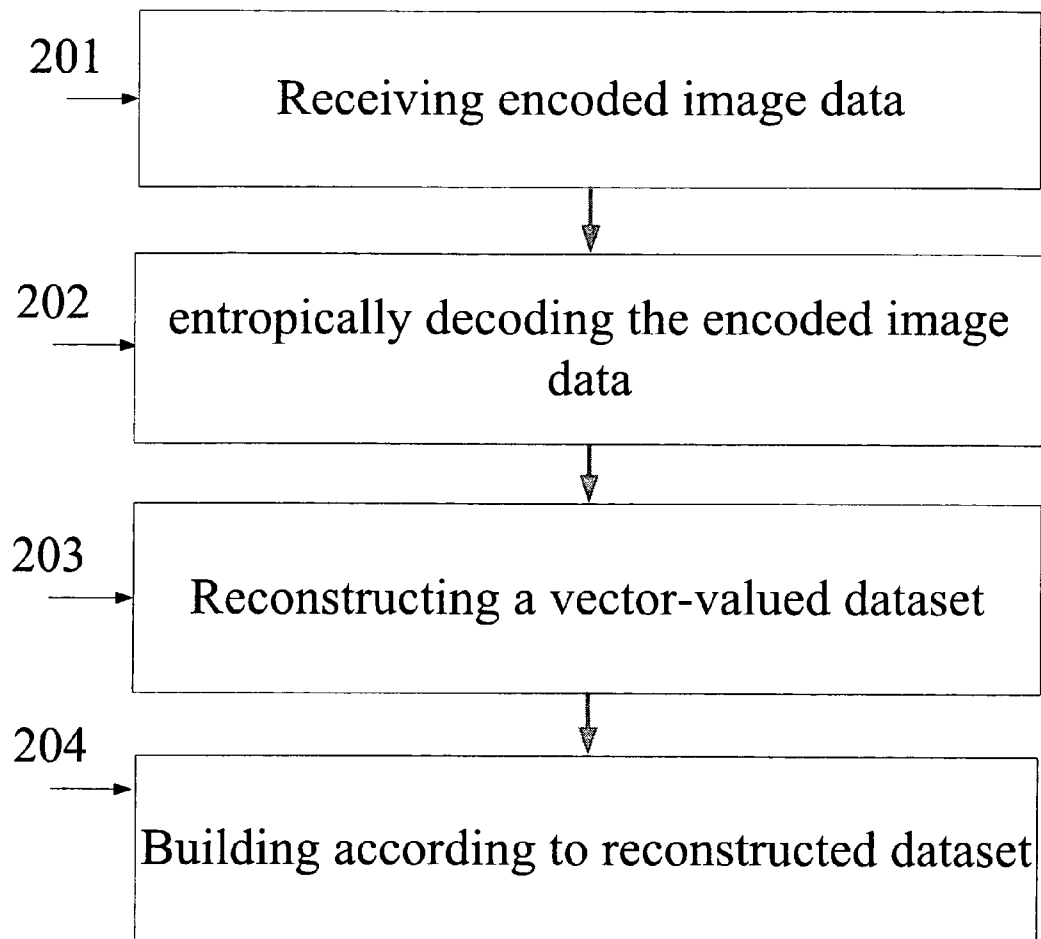 201
Receiving encoded image data
202
entropically decoding the encoded image
data
203
Reconstructing a vector-valued dataset
204
Building according to reconstructed dataset